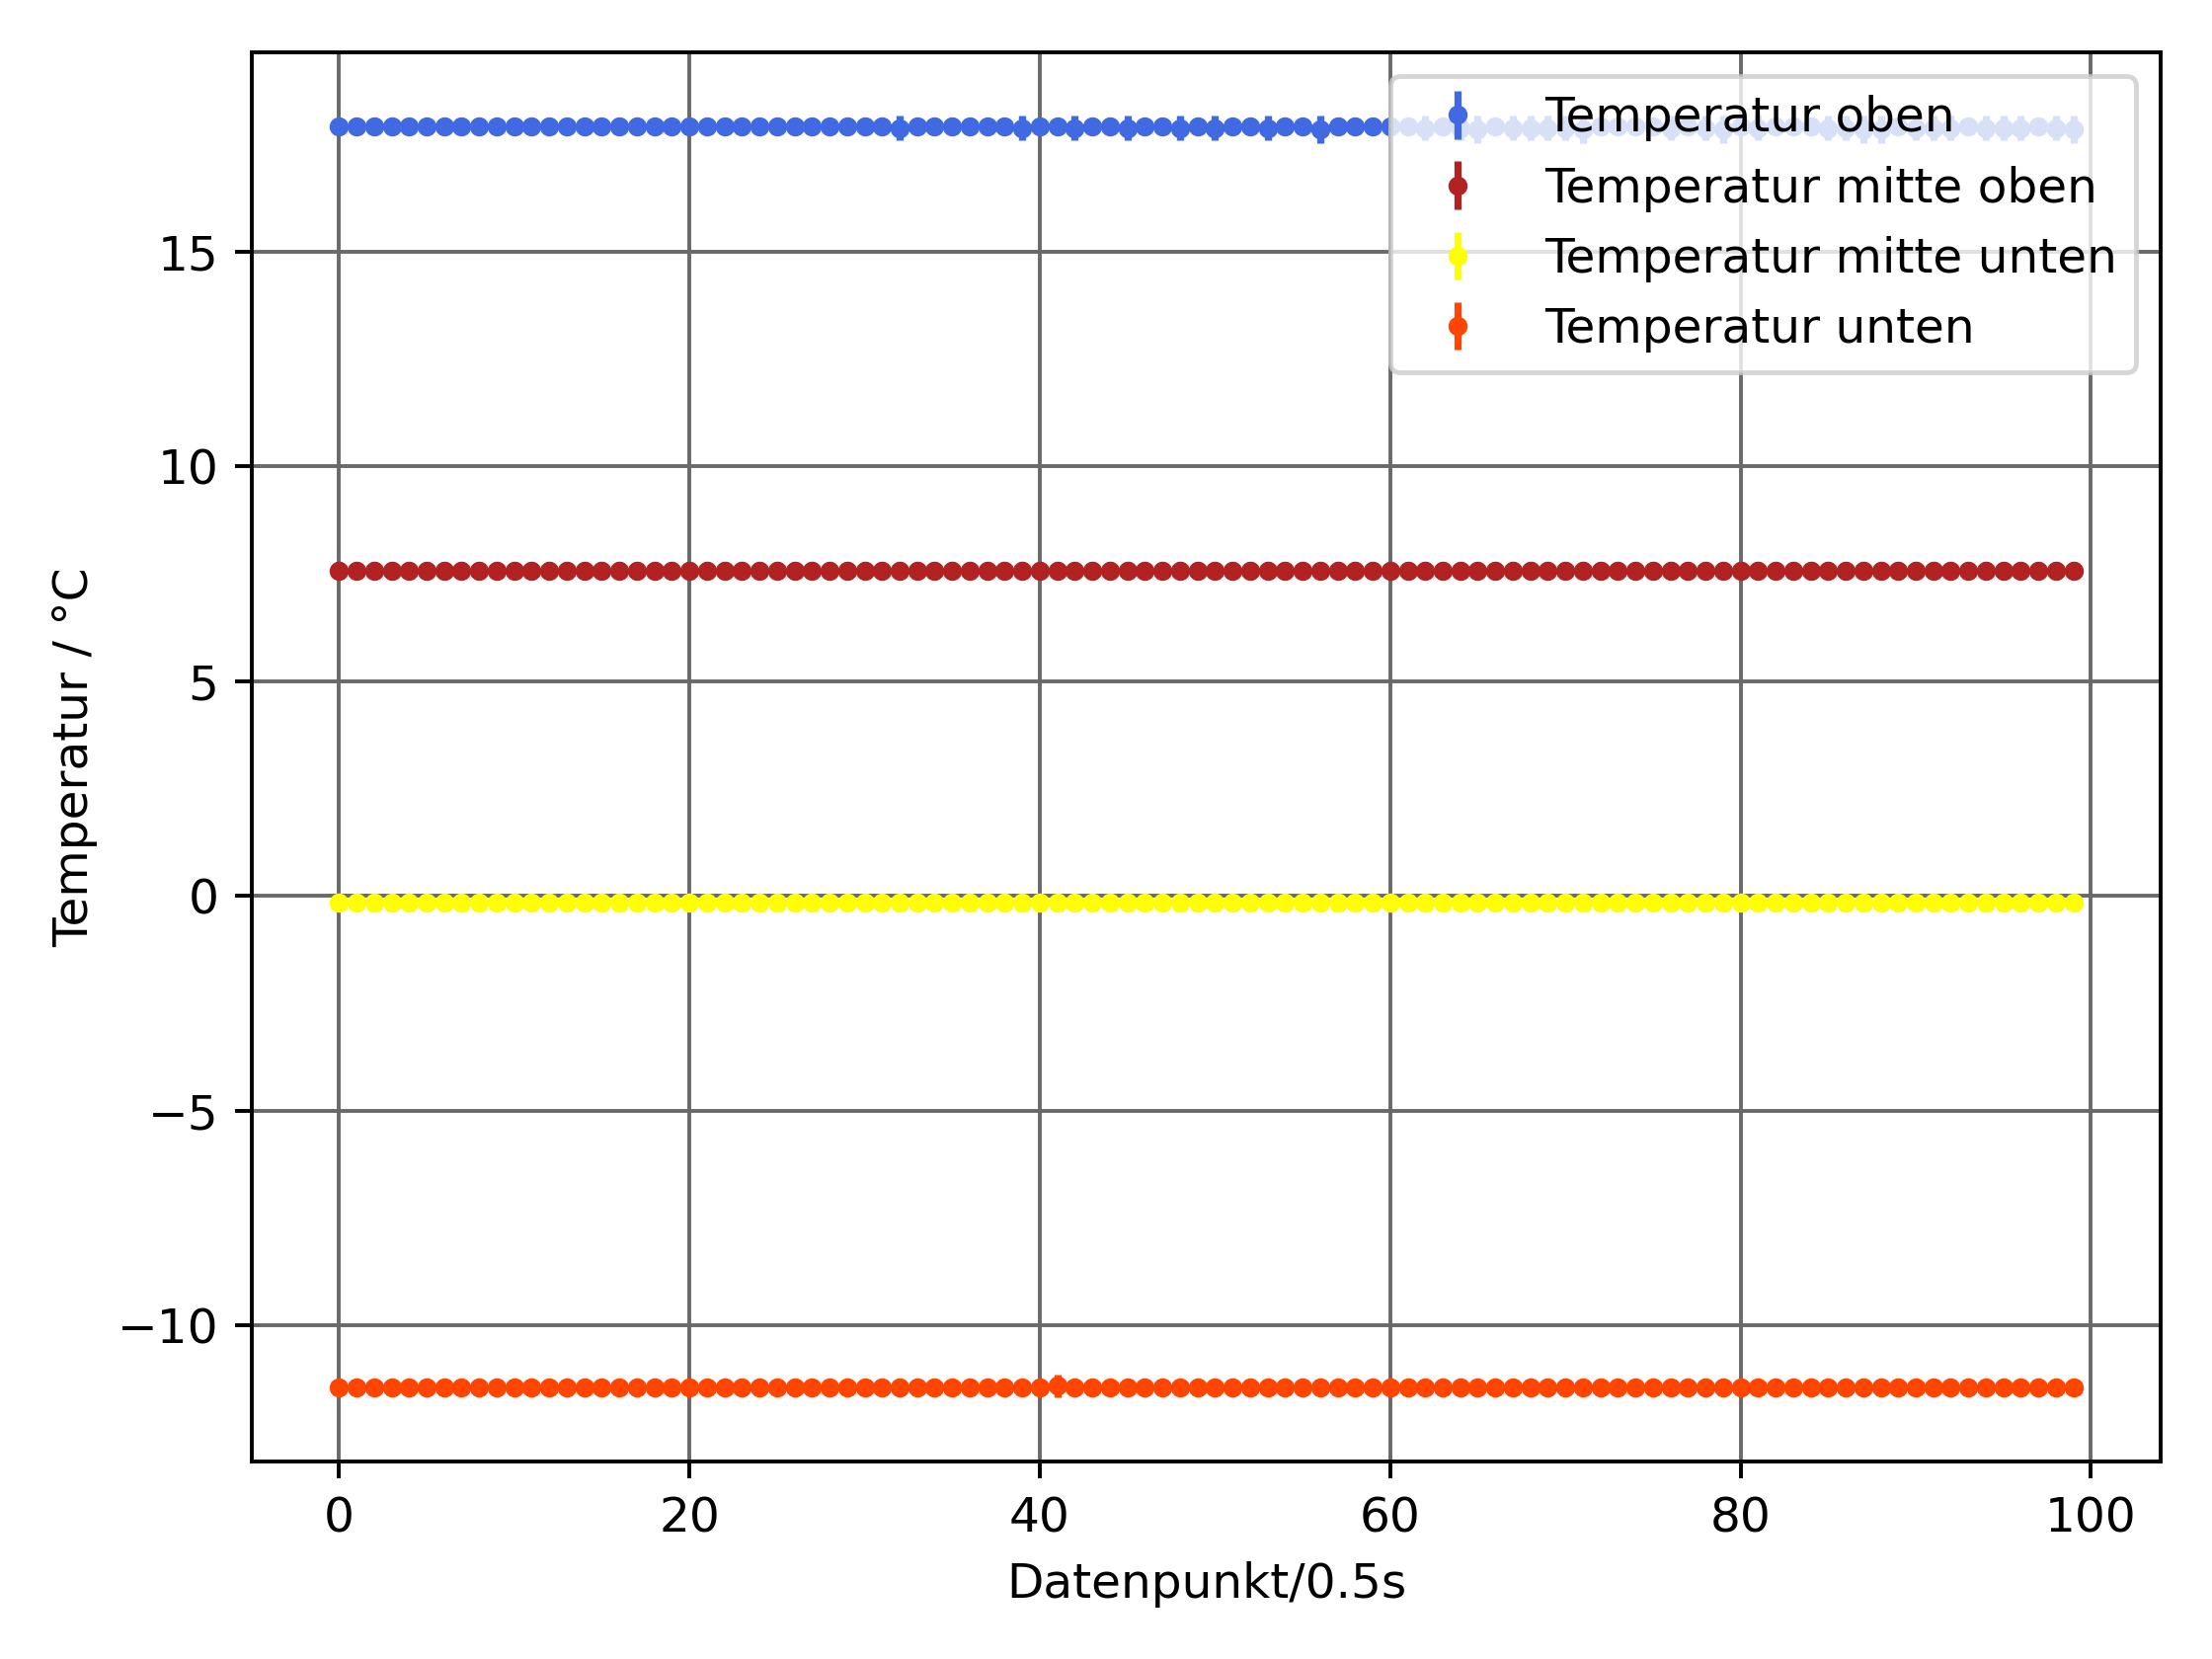 Temperatur oben
Temperatur mitte oben
Temperatur mitte unten
Temperatur unten
15
10
5
0
−5
−10
Temperatur / °C
0 20 40 60 80 100
Datenpunkt/0.5s